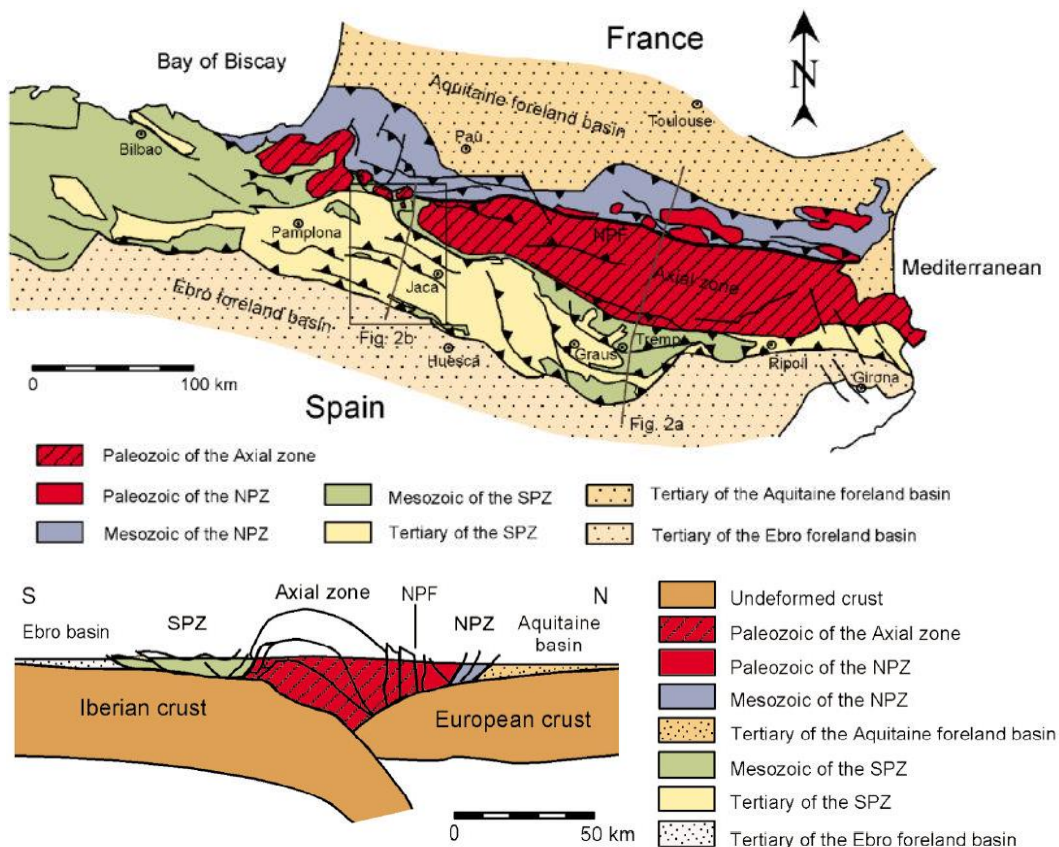 France
Bay of Biscay
N
Aquitaine foreland basin
Toulouse
Paü
Bilbao
Pamplona
NPF
Axial zone
Mediterranean
Jaca
Ebro foreland basin
Fig. 2b
Huesca
Graus
Tremp
Ripoll
Girona
0 100 km
Spain
Fig. 2a
Paleozoic of the Axial zone
Paleozoic of the NPZ
Mesozoic of the NPZ
Mesozoic of the SPZ
Tertiary of the SPZ
Tertiary of the Aquitaine foreland basin
Tertiary of the Ebro foreland basin
S
Axial zone
NPF
N
Ebro basin
SPZ
NPZ
Aquitaine
basin
Iberian crust
European crust
0 50 km
Undeformed crust
Paleozoic of the Axial zone
Paleozoic of the NPZ
Mesozoic of the NPZ
Tertiary of the Aquitaine foreland basin
Mesozoic of the SPZ
Tertiary of the SPZ
Tertiary of the Ebro foreland basin